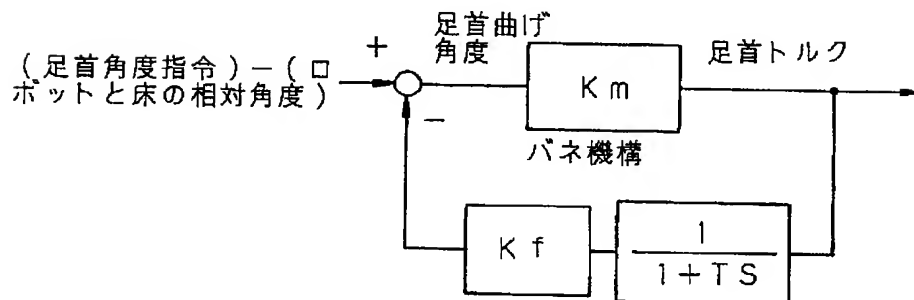 足首曲げ
角度
+
(足首角度指令)−(ロ
ボットと床の相対角度)
−
Km
バネ機構
足首トルク
Kf
1
1+TS